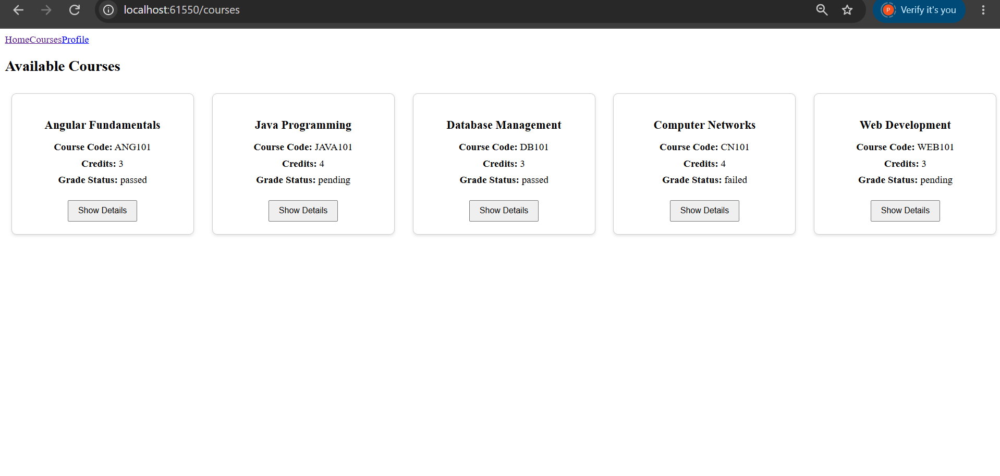 localhost:61550/courses
P Verify it's you
HomeCoursesProfile
Available Courses
Angular Fundamentals
Course Code: ANG101
Credits: 3
Grade Status: passed
Show Details
Java Programming
Course Code: JAVA101
Credits: 4
Grade Status: pending
Show Details
Database Management
Course Code: DB101
Credits: 3
Grade Status: passed
Show Details
Computer Networks
Course Code: CN101
Credits: 4
Grade Status: failed
Show Details
Web Development
Course Code: WEB101
Credits: 3
Grade Status: pending
Show Details